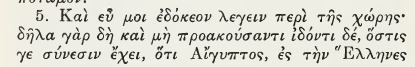 5. Καὶ εὖ μοι ἐδόκεον λέγειν περὶ τῆς χώρης·
δῆλα γὰρ δὴ καὶ μὴ προακούσαντι ἰδόντι δέ, ὅστις
γε σύνεσιν ἔχει, ὅτι Αἴγυπτος, ἐς τὴν Ἕλληνες